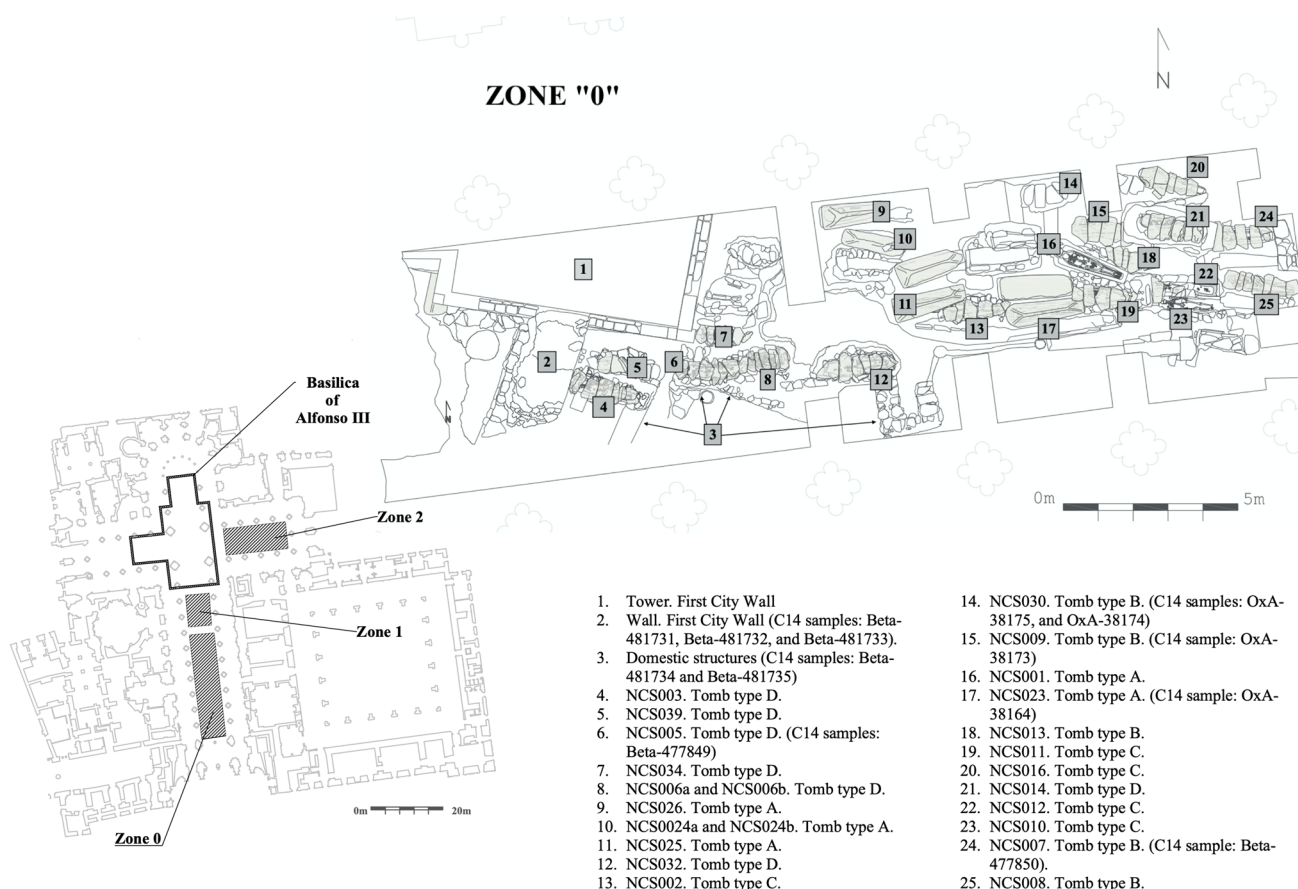 ZONE "0"
N
20
14
9
15
21
24
10
16
18
1
22
11
19
25
13
17
23
7
2
5
6
8
12
4
3
N
0m
5m
Basilica
of
Alfonso III
Zone 2
Zone 1
0m
20m
Zone 0
1. Tower. First City Wall
2. Wall. First City Wall (C14 samples: Beta-
481731, Beta-481732, and Beta-481733).
3. Domestic structures (C14 samples: Beta-
481734 and Beta-481735)
4. NCS003. Tomb type D.
5. NCS039. Tomb type D.
6. NCS005. Tomb type D. (C14 samples:
Beta-477849)
7. NCS034. Tomb type D.
8. NCS006a and NCS006b. Tomb type D.
9. NCS026. Tomb type A.
10. NCS0024a and NCS024b. Tomb type A.
11. NCS025. Tomb type A.
12. NCS032. Tomb type D.
13. NCS002. Tomb type C.
14. NCS030. Tomb type B. (C14 samples: OxA-
38175, and OxA-38174)
15. NCS009. Tomb type B. (C14 sample: OxA-
38173)
16. NCS001. Tomb type A.
17. NCS023. Tomb type A. (C14 sample: OxA-
38164)
18. NCS013. Tomb type B.
19. NCS011. Tomb type C.
20. NCS016. Tomb type C.
21. NCS014. Tomb type D.
22. NCS012. Tomb type C.
23. NCS010. Tomb type C.
24. NCS007. Tomb type B. (C14 sample: Beta-
477850).
25. NCS008. Tomb type B.